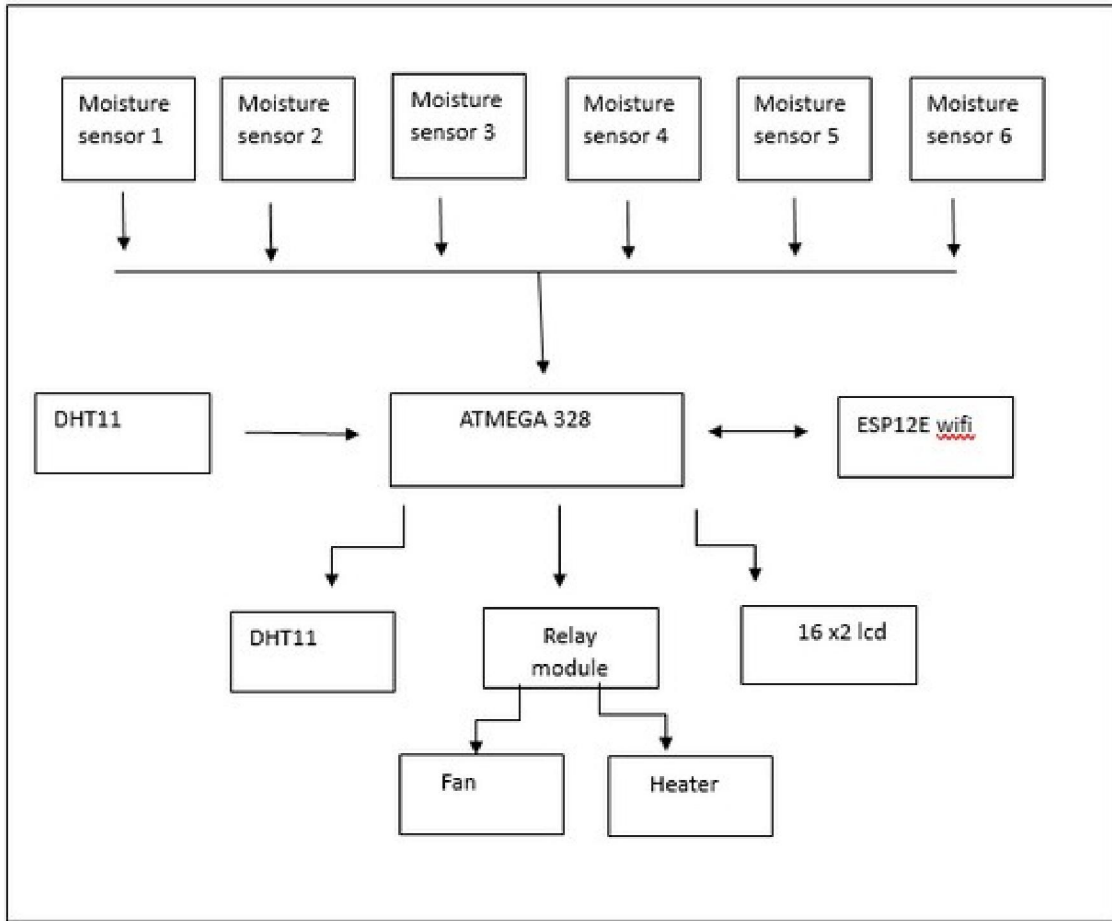 Moisture
sensor 1
Moisture
sensor 2
Moisture
sensor 3
Moisture
sensor 4
Moisture
sensor 5
Moisture
sensor 6
DHT11
ATMEGA 328
ESP12E wifi
DHT11
Relay
module
16 x2 lcd
Fan
Heater